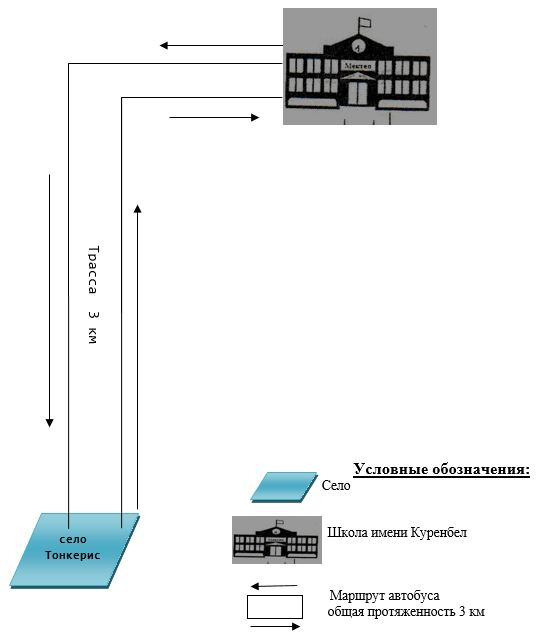 Мектеп
Трасса 3 км
Условные обозначения:
Село
село
Тонкерис
Школа имени Куренбел
Маршрут автобуса
общая протяженность 3 км